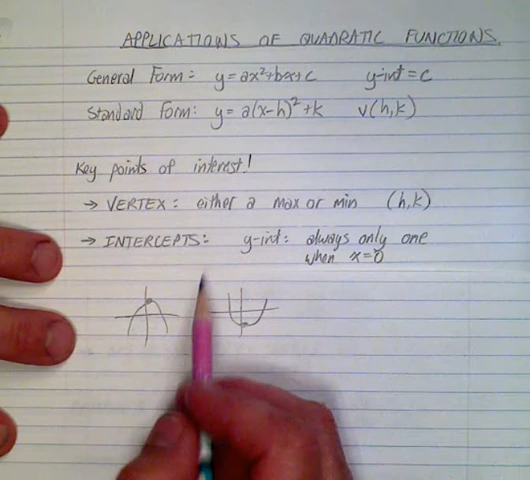 APPLICATIONS OF QUADRATIC FUNCTIONS.
General Form: y = ax²+bx+c y-int = c
Standard Form: y = a(x-h)²+k V(h,k)
Key points of interest!
→ VERTEX: either a max or min (h,k)
→ INTERCEPTS: y-int: always only one
when x=0